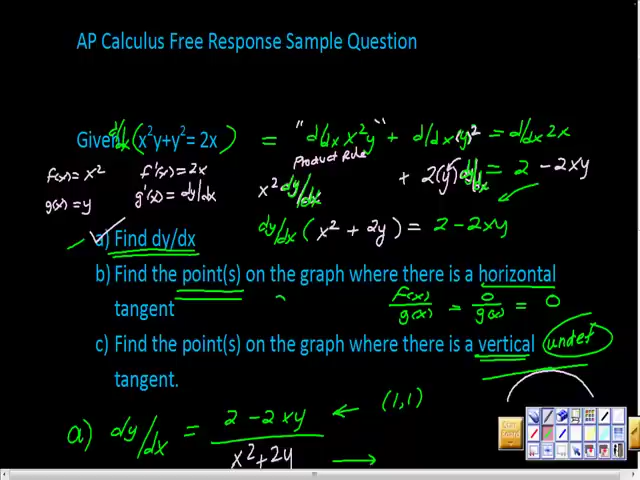 AP Calculus Free Response Sample Question
Given d/dx (x²y+y²=2x) = "d/dx x²y" + d/dx (y)² = d/dx 2x
Product Rule
f(x) = x² f'(x) = 2x x² dy/dx + 2(y) dy/dx = 2 - 2xy
g(x) = y g'(x) = dy/dx
dy/dx (x² + 2y) = 2 - 2xy
a) Find dy/dx
b) Find the point(s) on the graph where there is a horizontal
tangent
F(x)/g(x) = 0/g(x) = 0
c) Find the point(s) on the graph where there is a vertical undef
tangent.
a) dy/dx = 2 - 2xy / x² + 2y ← (1,1)
→